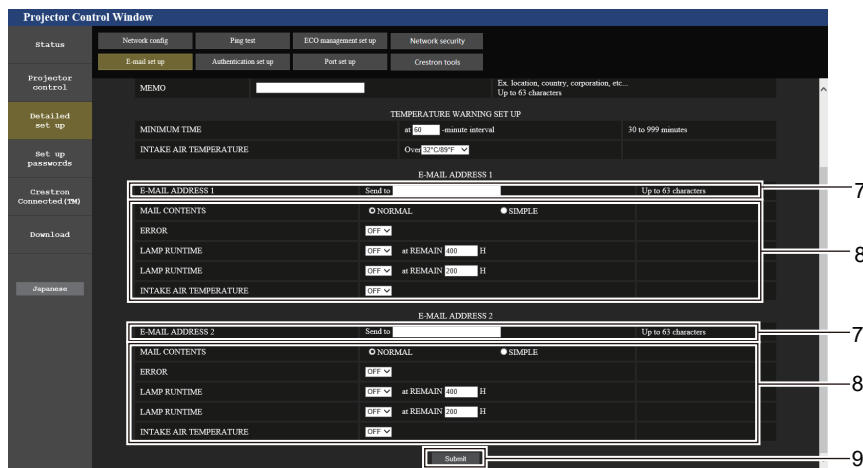 Projector Control Window
Status
Network config Ping test ECO management set up Network security
E-mail set up Authentication set up Port set up Crestron tools
Projector control
MEMO Ex. location, country, corporation, etc...
Up to 63 characters
Detailed set up
TEMPERATURE WARNING SET UP
MINIMUM TIME at 60 -minute interval 30 to 999 minutes
INTAKE AIR TEMPERATURE Over 32°C/89°F
Set up passwords
E-MAIL ADDRESS 1
E-MAIL ADDRESS 1 Send to Up to 63 characters 7
Crestron Connected(TM)
MAIL CONTENTS NORMAL SIMPLE
ERROR OFF
Download
LAMP RUNTIME OFF at REMAIN 400 H 8
LAMP RUNTIME OFF at REMAIN 200 H
INTAKE AIR TEMPERATURE OFF
Japanese
E-MAIL ADDRESS 2
E-MAIL ADDRESS 2 Send to Up to 63 characters 7
MAIL CONTENTS NORMAL SIMPLE
ERROR OFF
LAMP RUNTIME OFF at REMAIN 400 H 8
LAMP RUNTIME OFF at REMAIN 200 H
INTAKE AIR TEMPERATURE OFF
Submit 9